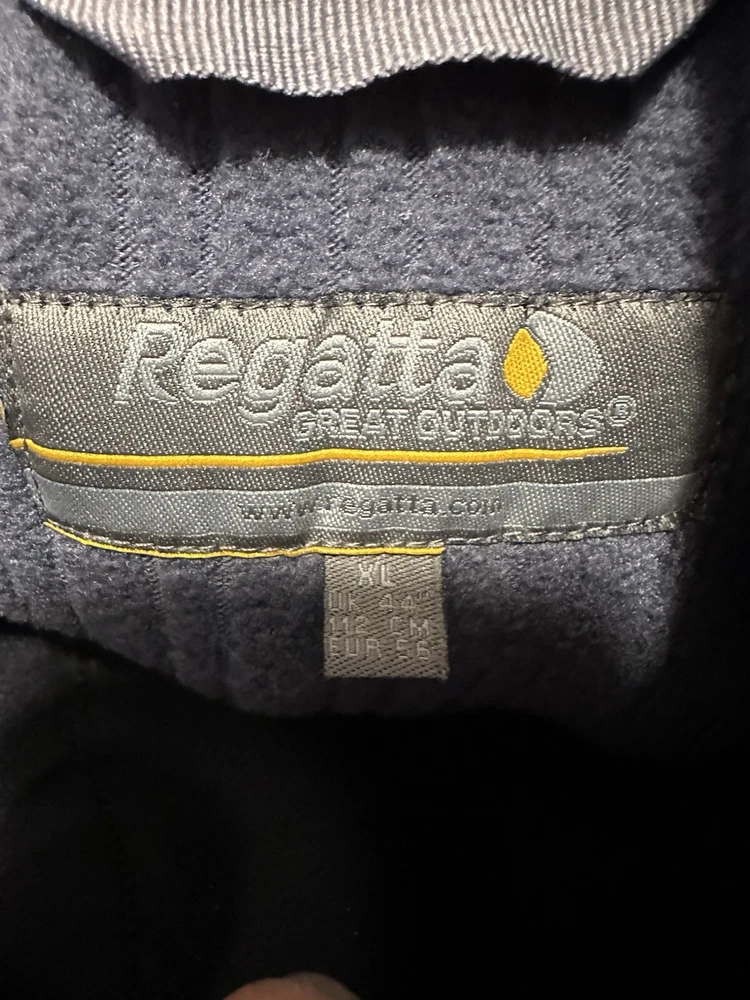 Regatta
GREAT OUTDOORS®
www.regatta.com
XL
UK 44"
112 CM
EUR 56